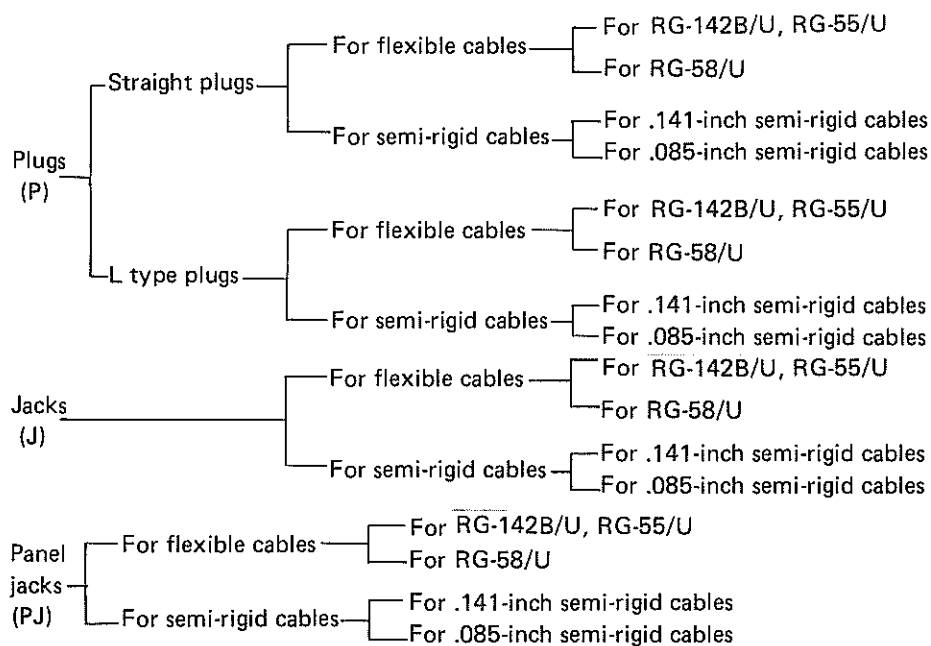 For RG-142B/U, RG-55/U
For flexible cables
For RG-58/U
Straight plugs
For .141-inch semi-rigid cables
For semi-rigid cables
For .085-inch semi-rigid cables
Plugs
(P)
For RG-142B/U, RG-55/U
For flexible cables
For RG-58/U
L type plugs
For .141-inch semi-rigid cables
For semi-rigid cables
For .085-inch semi-rigid cables
For RG-142B/U, RG-55/U
For flexible cables
For RG-58/U
Jacks
(J)
For .141-inch semi-rigid cables
For semi-rigid cables
For .085-inch semi-rigid cables
For RG-142B/U, RG-55/U
For flexible cables
For RG-58/U
Panel
jacks
(PJ)
For .141-inch semi-rigid cables
For semi-rigid cables
For .085-inch semi-rigid cables